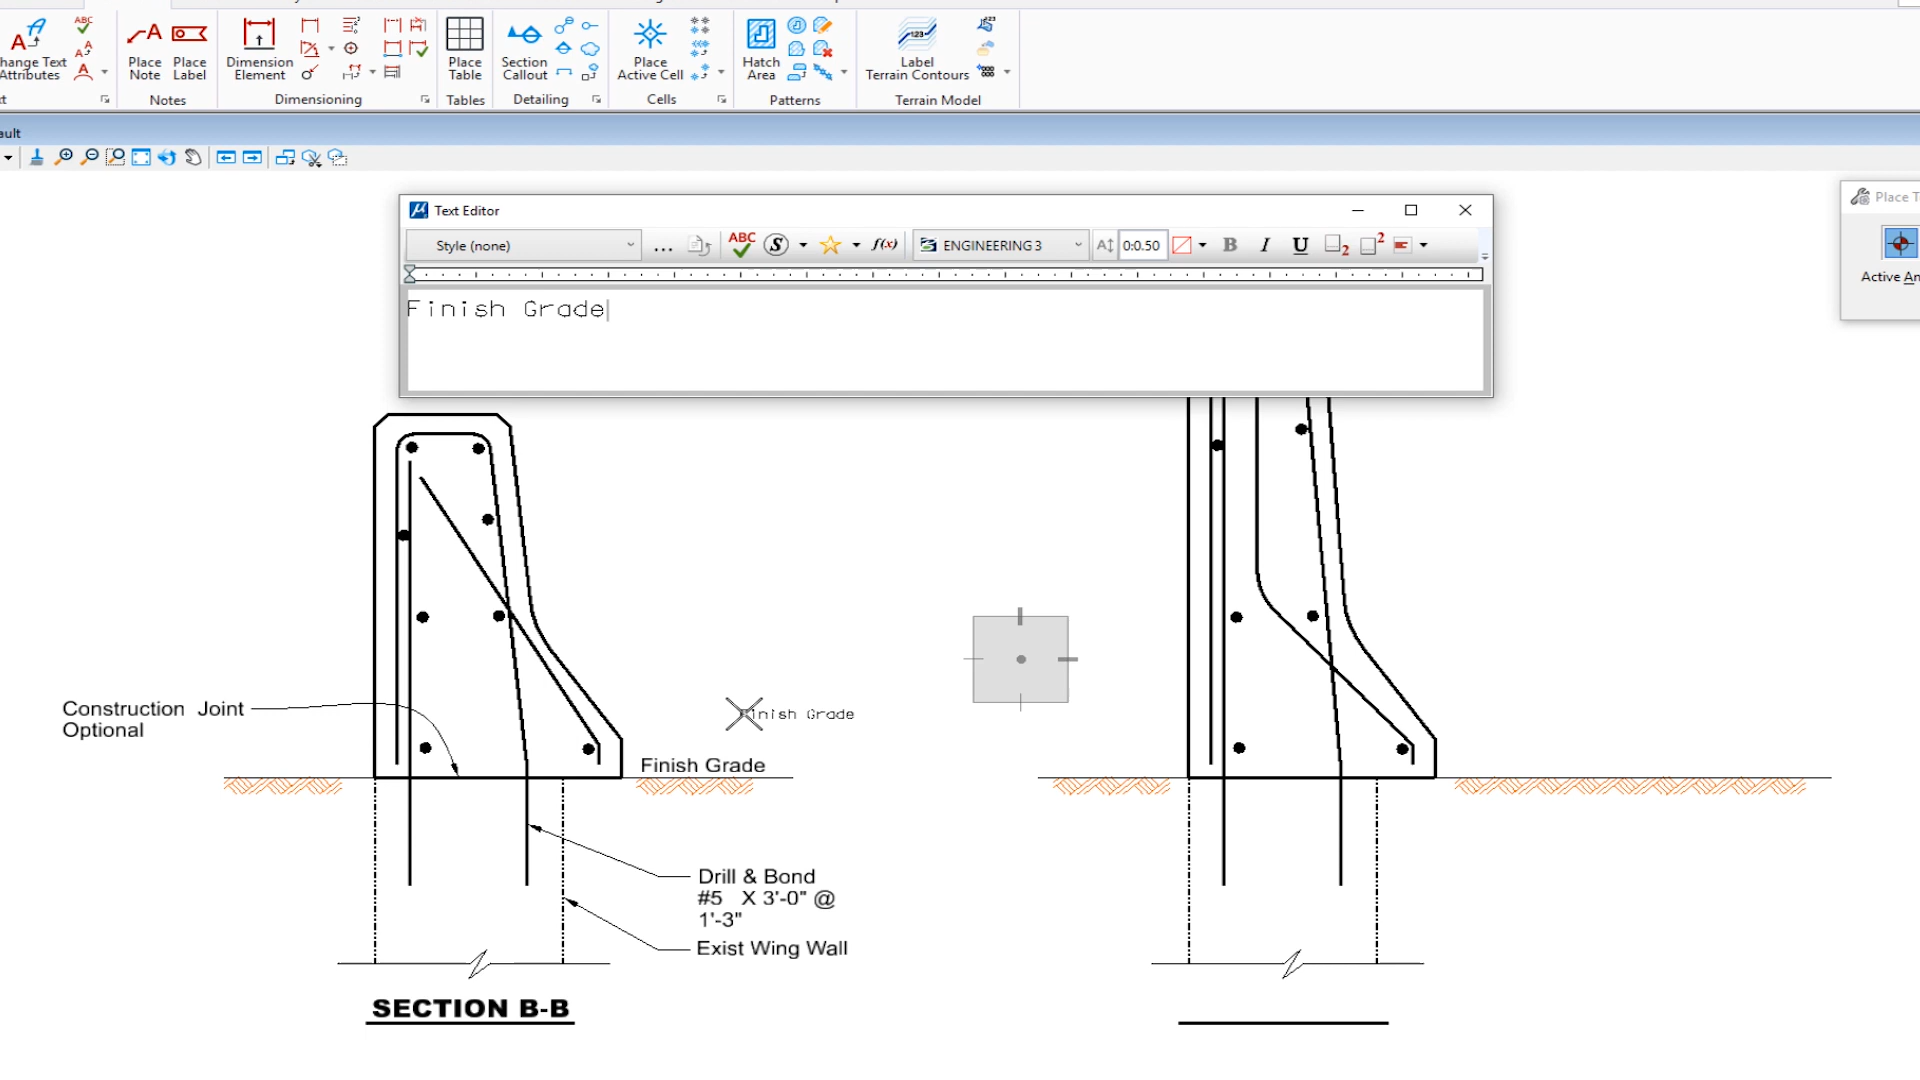 hange Text
Attributes
Place
Note
Place
Label
Notes
Dimension
Element
Dimensioning
Place
Table
Tables
Section
Callout
Detailing
Place
Active Cell
Cells
Hatch
Area
Patterns
Label
Terrain Contours
Terrain Model
ault
Text Editor
Style (none)
... ABC S f(x) ENGINEERING 3 0:0.50 B I U
Finish Grade
Place T
Active An
Construction Joint
Optional
Finish Grade
Finish Grade
Drill & Bond
#5 X 3'-0" @
1'-3"
Exist Wing Wall
SECTION B-B